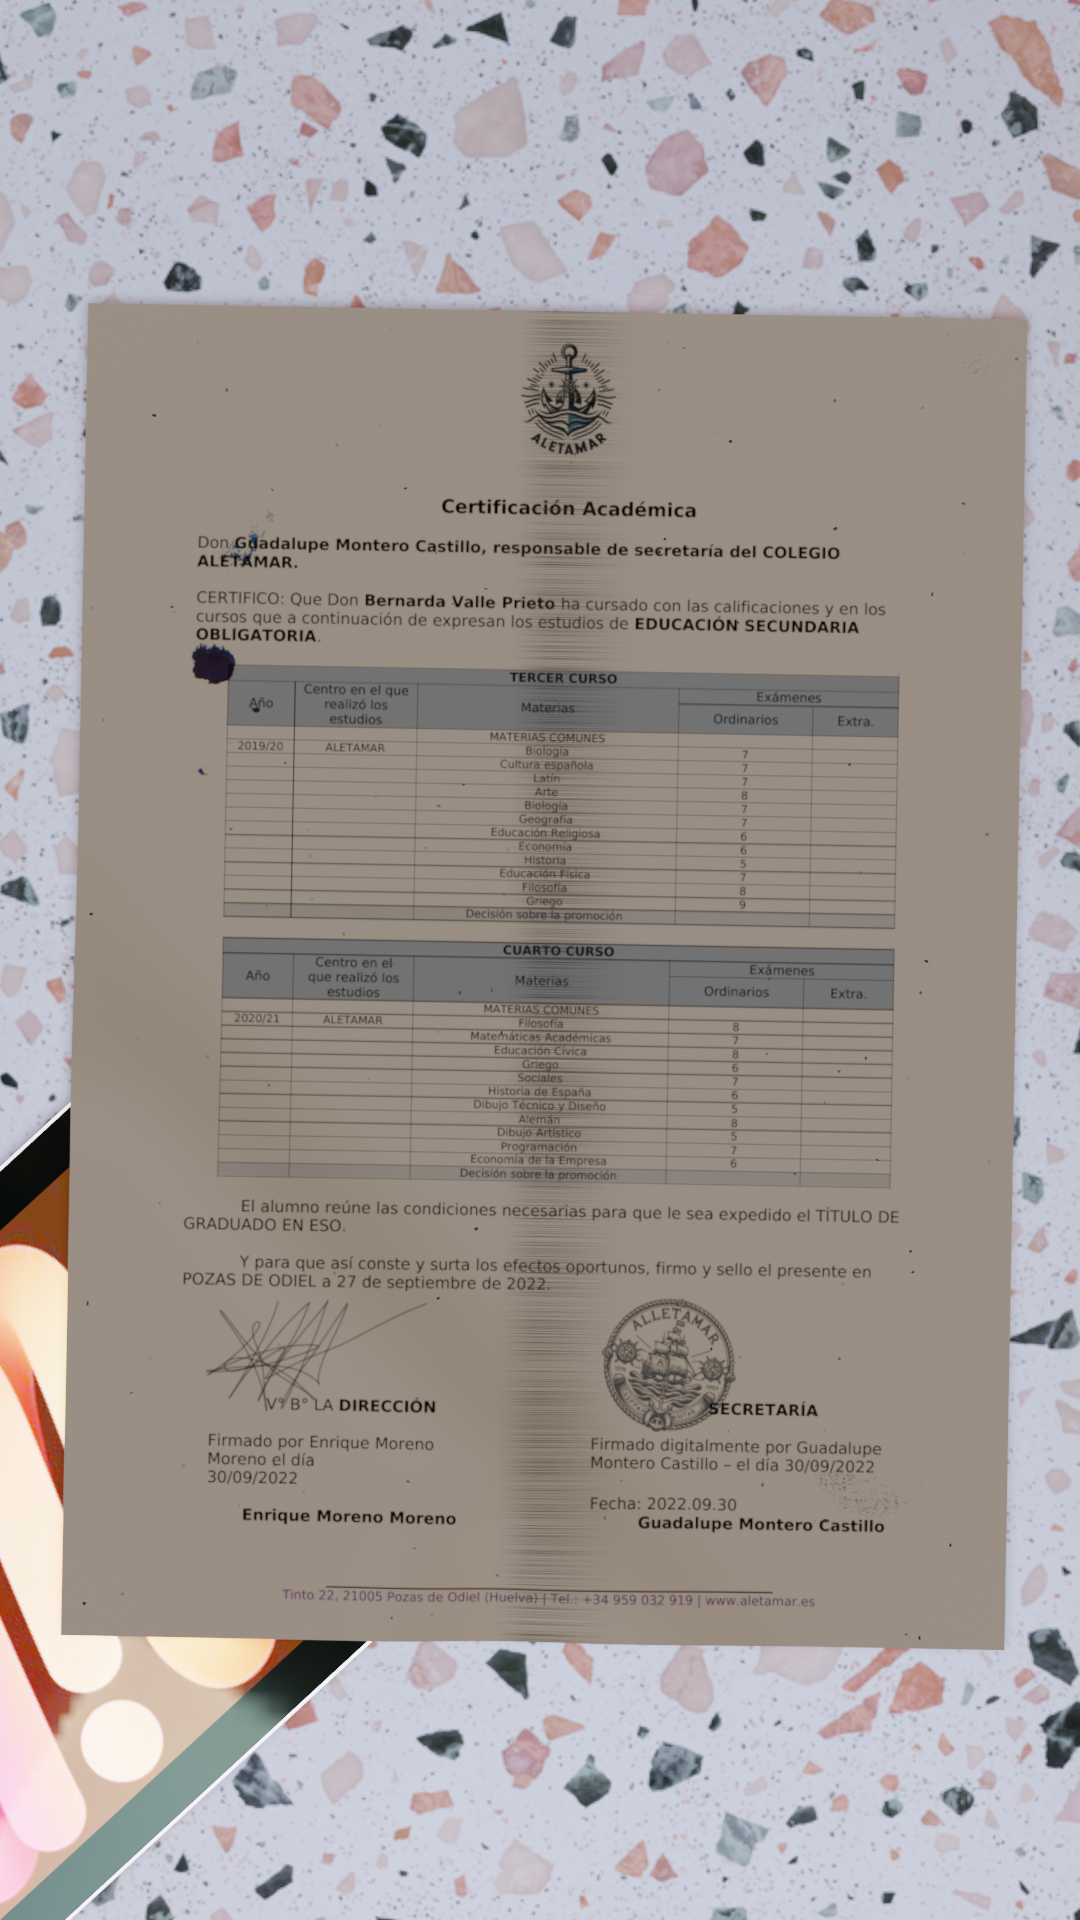 ALETAMAR
Certificación Académica
Don Guadalupe Montero Castillo, responsable de secretaría del COLEGIO
ALETAMAR.
CERTIFICO: Que Don Bernarda Valle Prieto ha cursado con las calificaciones y en los
cursos que a continuación de expresan los estudios de EDUCACIÓN SECUNDARIA
OBLIGATORIA.
TERCER CURSO
Año Centro en el que realizó los estudios Materias Exámenes
Ordinarios Extra.
MATERIAS COMUNES
2019/20 ALETAMAR Biología 7
Cultura española 7
Latín 7
Arte 8
Biología 7
Geografía 7
Educación Religiosa 6
Economía 6
Historia 5
Educación Física 7
Filosofía 8
Griego 9
Decisión sobre la promoción
CUARTO CURSO
Año Centro en el que realizó los estudios Materias Exámenes
Ordinarios Extra.
MATERIAS COMUNES
2020/21 ALETAMAR Filosofía 8
Matemáticas Académicas 7
Educación Cívica 8
Griego 6
Sociales 7
Historia de España 6
Dibujo Técnico y Diseño 5
Alemán 8
Dibujo Artístico 5
Programación 7
Economía de la Empresa 6
Decisión sobre la promoción
El alumno reúne las condiciones necesarias para que le sea expedido el TÍTULO DE
GRADUADO EN ESO.
Y para que así conste y surta los efectos oportunos, firmo y sello el presente en
POZAS DE ODIEL a 27 de septiembre de 2022.
ALLETAMAR
Vº Bº LA DIRECCIÓN
SECRETARÍA
Firmado por Enrique Moreno
Moreno el día
30/09/2022
Enrique Moreno Moreno
Firmado digitalmente por Guadalupe
Montero Castillo – el día 30/09/2022
Fecha: 2022.09.30
Guadalupe Montero Castillo
Tinto 22, 21005 Pozas de Odiel (Huelva) | Tel.: +34 959 032 919 | www.aletamar.es